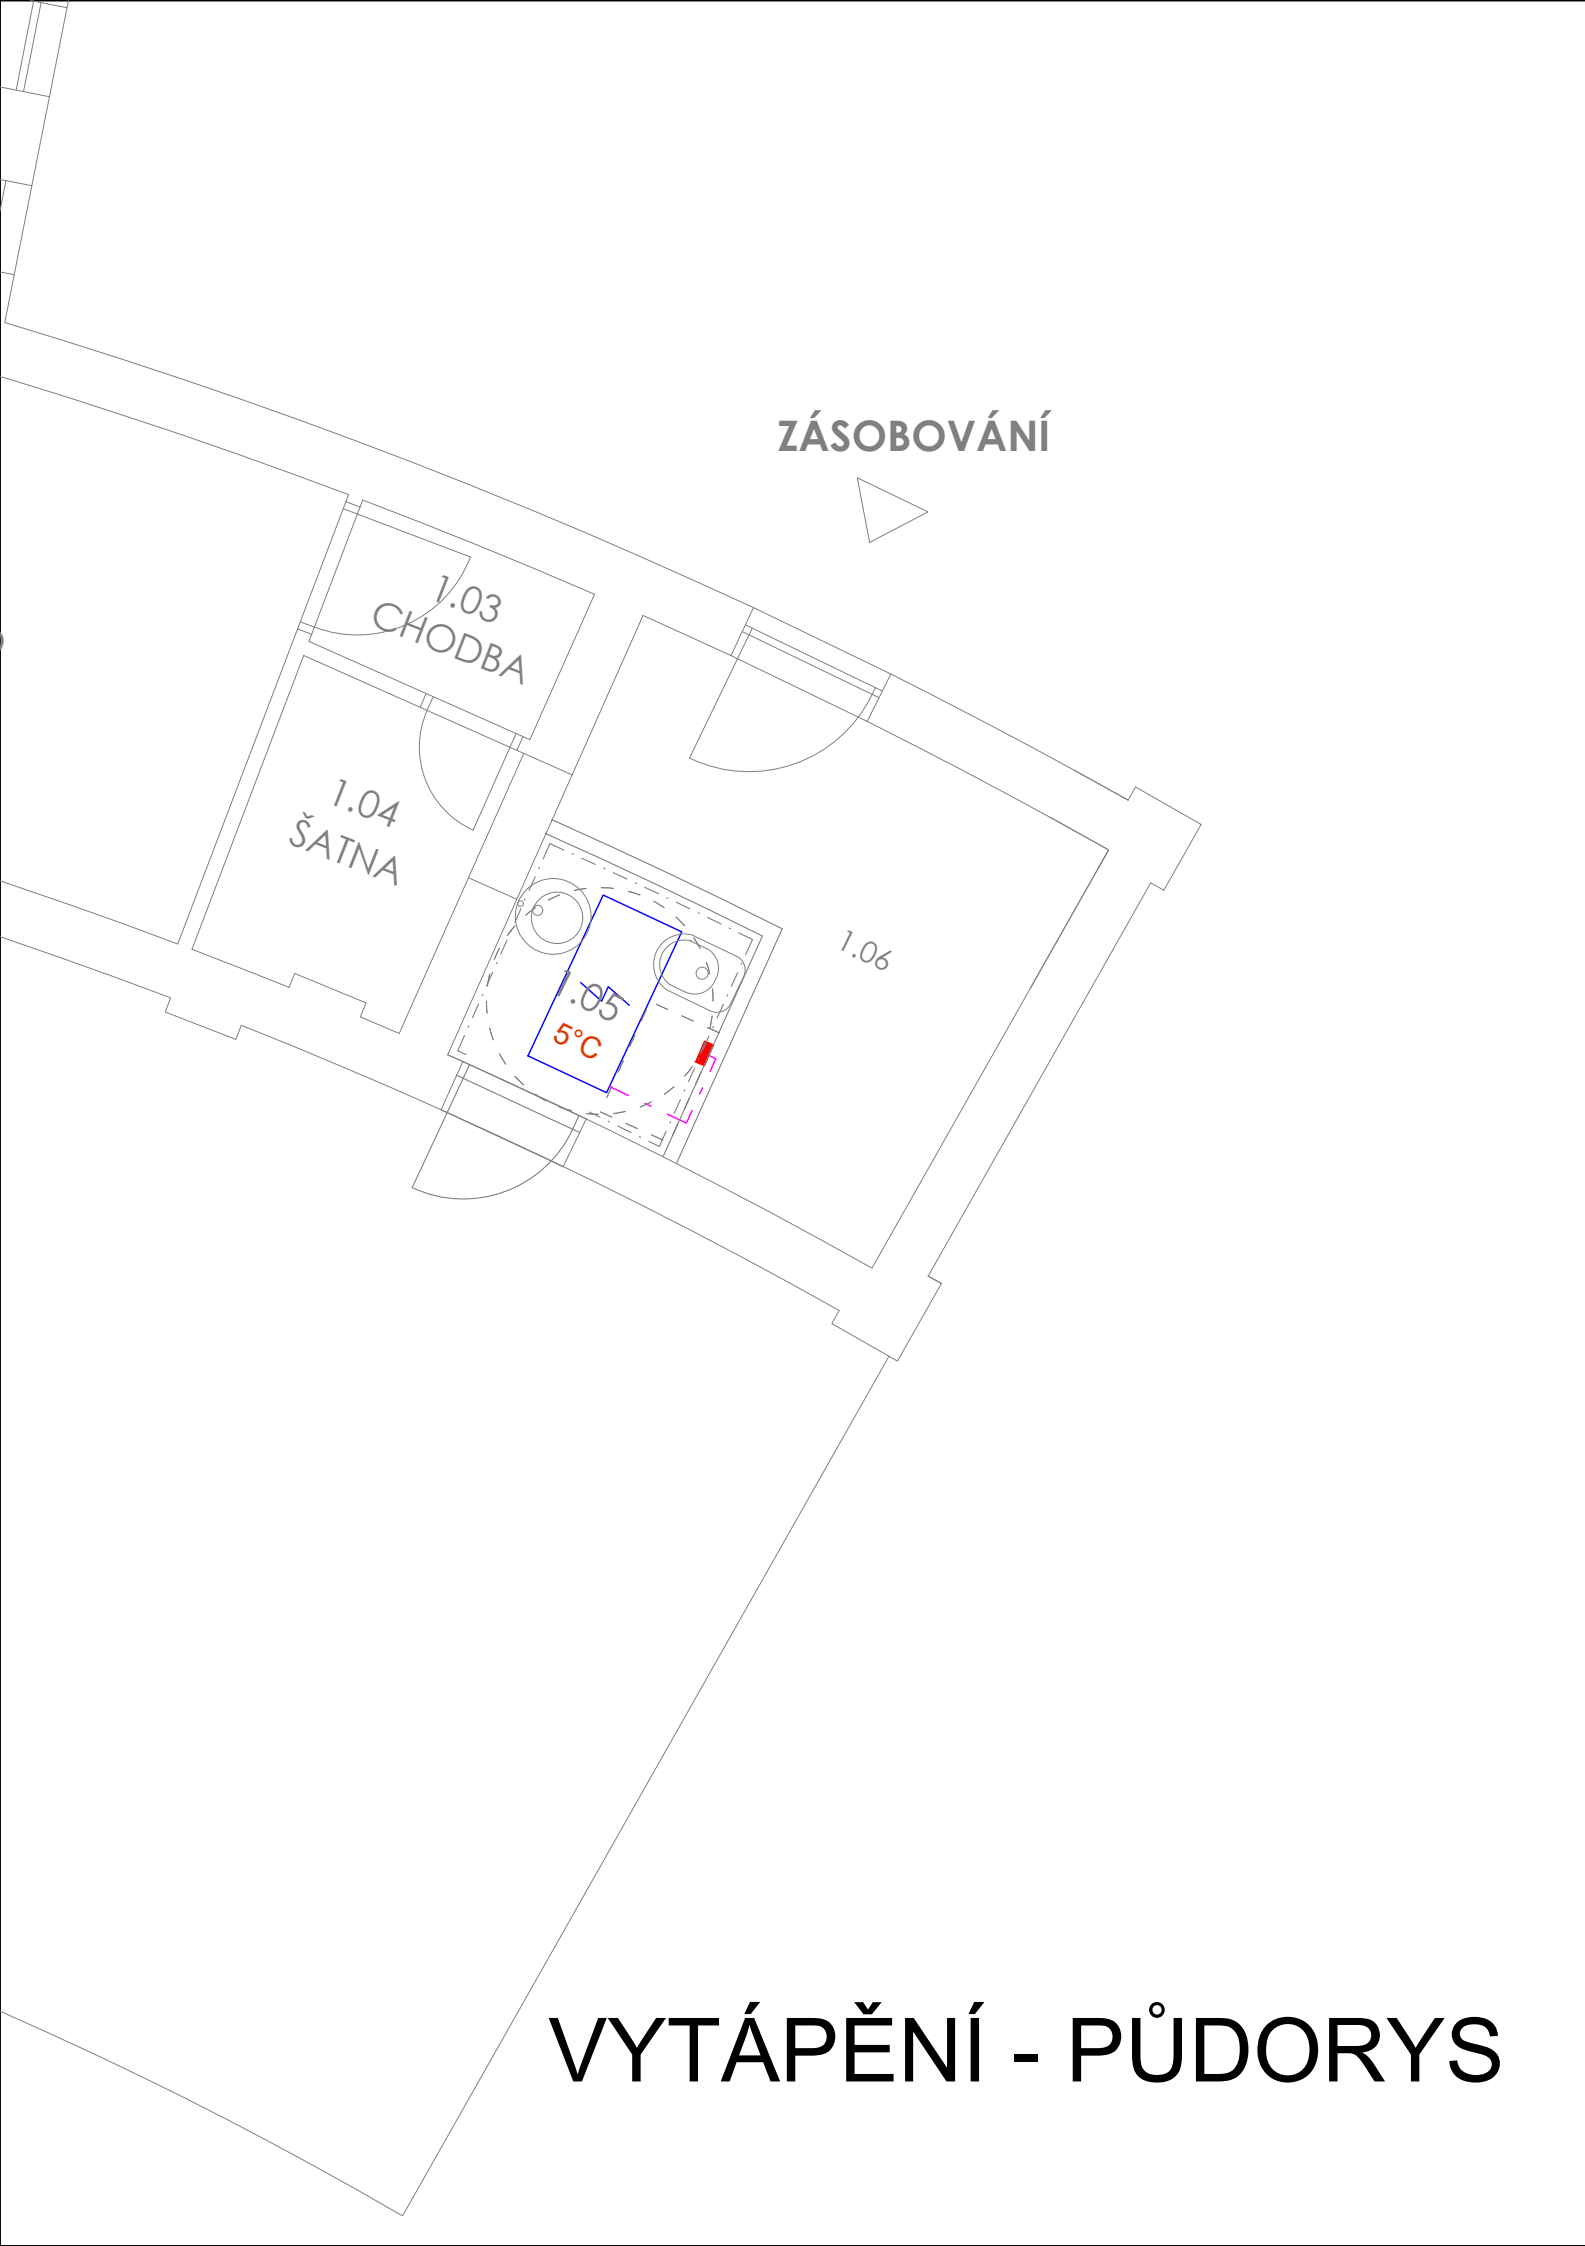 ZÁSOBOVÁNÍ
1.03
CHODBA
1.04
ŠATNA
1.06
1.05
5°C
VYTÁPĚNÍ - PŮDORYS